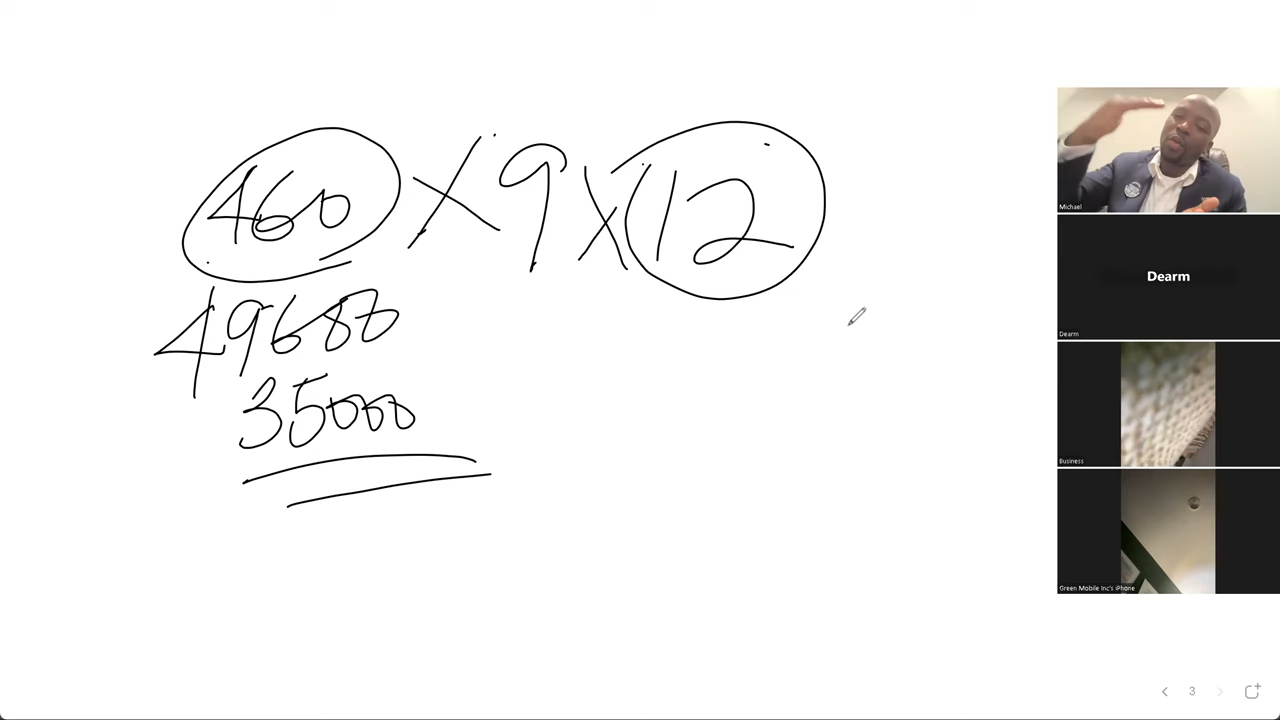 460 X 9 X 12
49680
35000
Michael
Dearm
Dearm
Business
Green Mobile Inc's iPhone
3